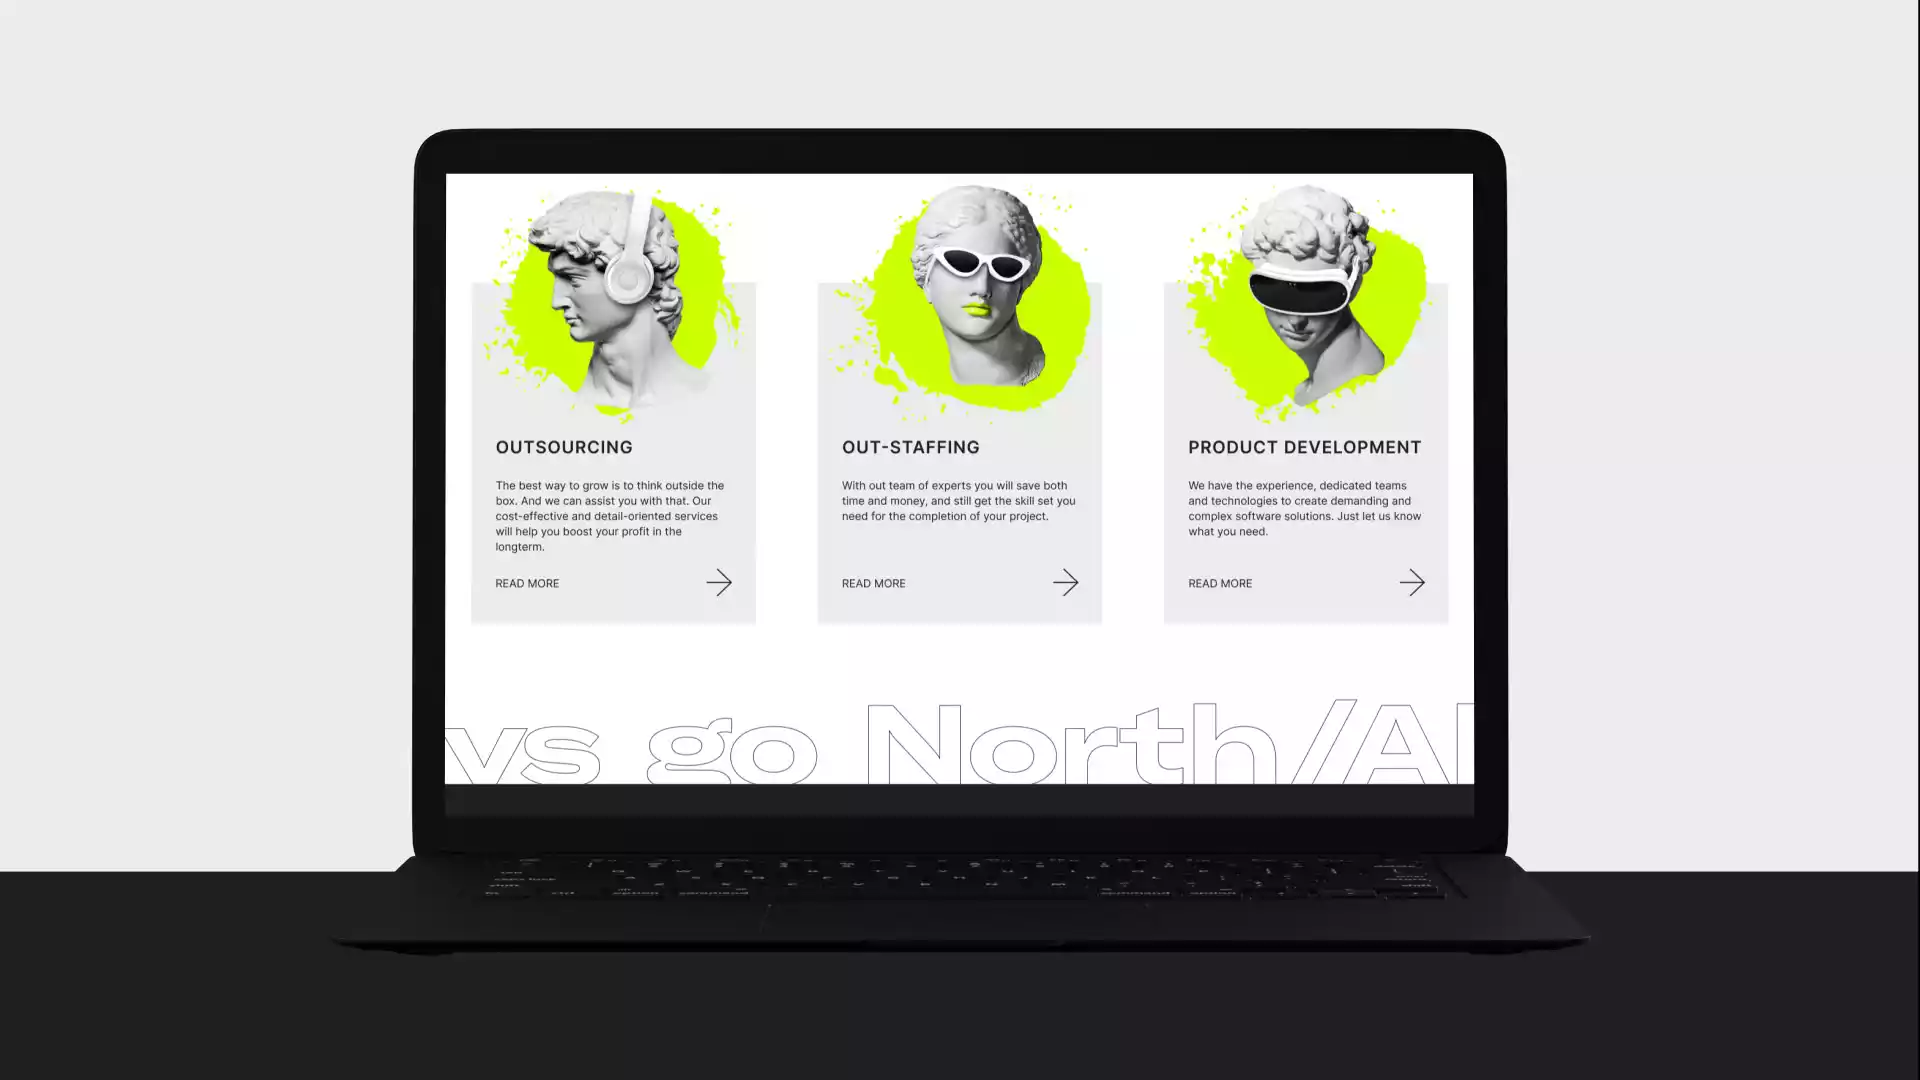 OUTSOURCING
The best way to grow is to think outside the
box. And we can assist you with that. Our
cost-effective and detail-oriented services
will help you boost your profit in the
longterm.
READ MORE
OUT-STAFFING
With out team of experts you will save both
time and money, and still get the skill set you
need for the completion of your project.
READ MORE
PRODUCT DEVELOPMENT
We have the experience, dedicated teams
and technologies to create demanding and
complex software solutions. Just let us know
what you need.
READ MORE
vs go North/Al